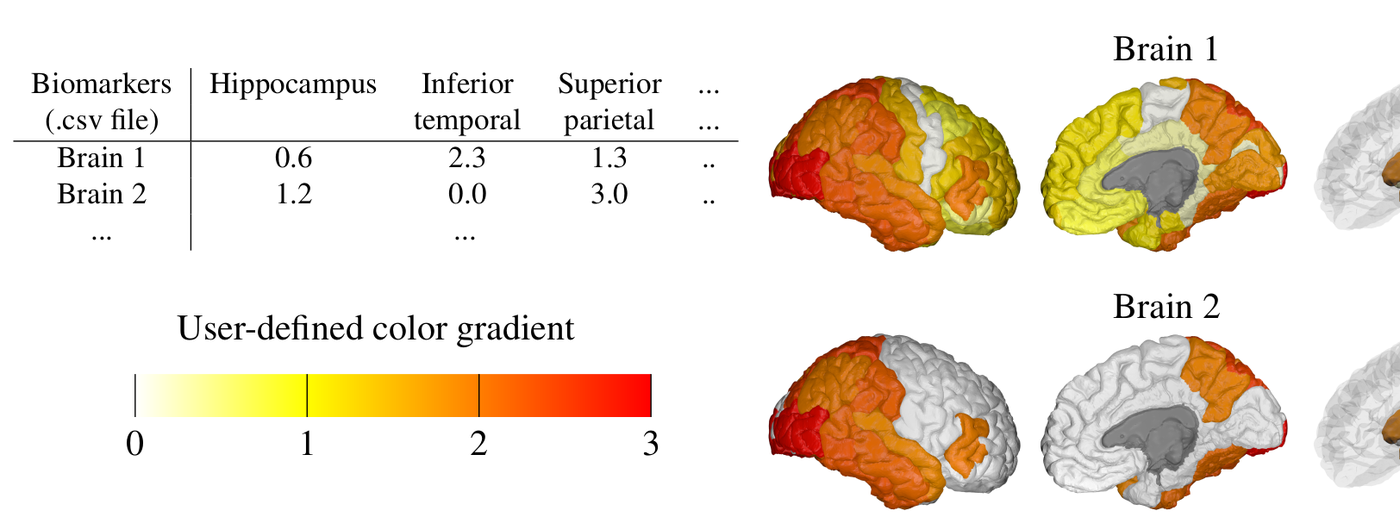 Biomarkers Hippocampus Inferior Superior ...
(.csv file) temporal parietal ...
Brain 1 0.6 2.3 1.3 ..
Brain 2 1.2 0.0 3.0 ..
... ...
User-defined color gradient
0 1 2 3
Brain 1
Brain 2